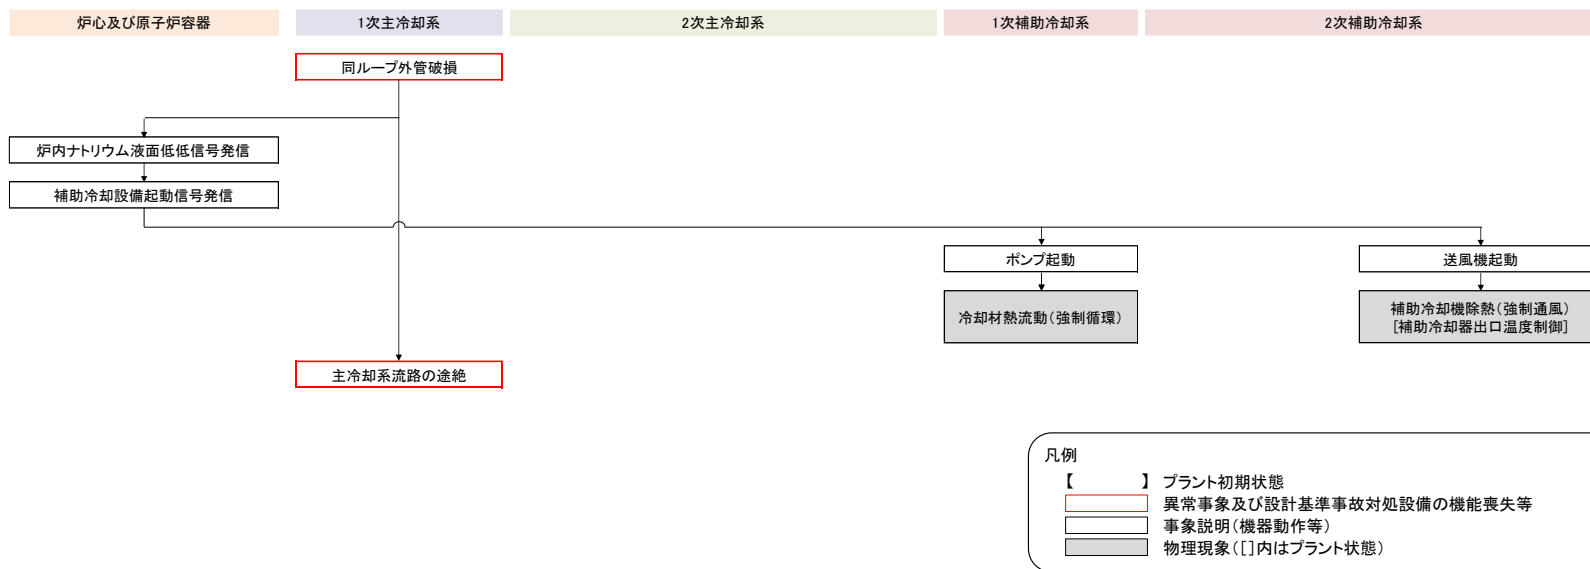 炉心及び原子炉容器
1次主冷却系
2次主冷却系
1次補助冷却系
2次補助冷却系
同ループ外管破損
炉内ナトリウム液面低低信号発信
補助冷却設備起動信号発信
ポンプ起動
送風機起動
冷却材熱流動(強制循環)
補助冷却機除熱(強制通風)
[補助冷却器出口温度制御]
主冷却系流路の途絶
凡例
【 】 プラント初期状態
異常事象及び設計基準事故対処設備の機能喪失等
事象説明(機器動作等)
物理現象([]内はプラント状態)